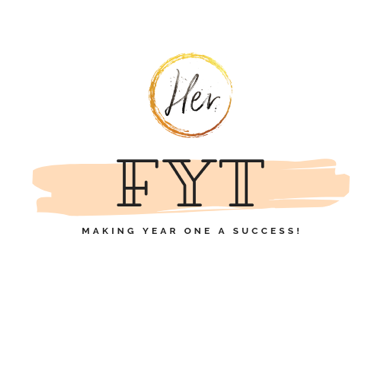 Her
FYT
MAKING YEAR ONE A SUCCESS!